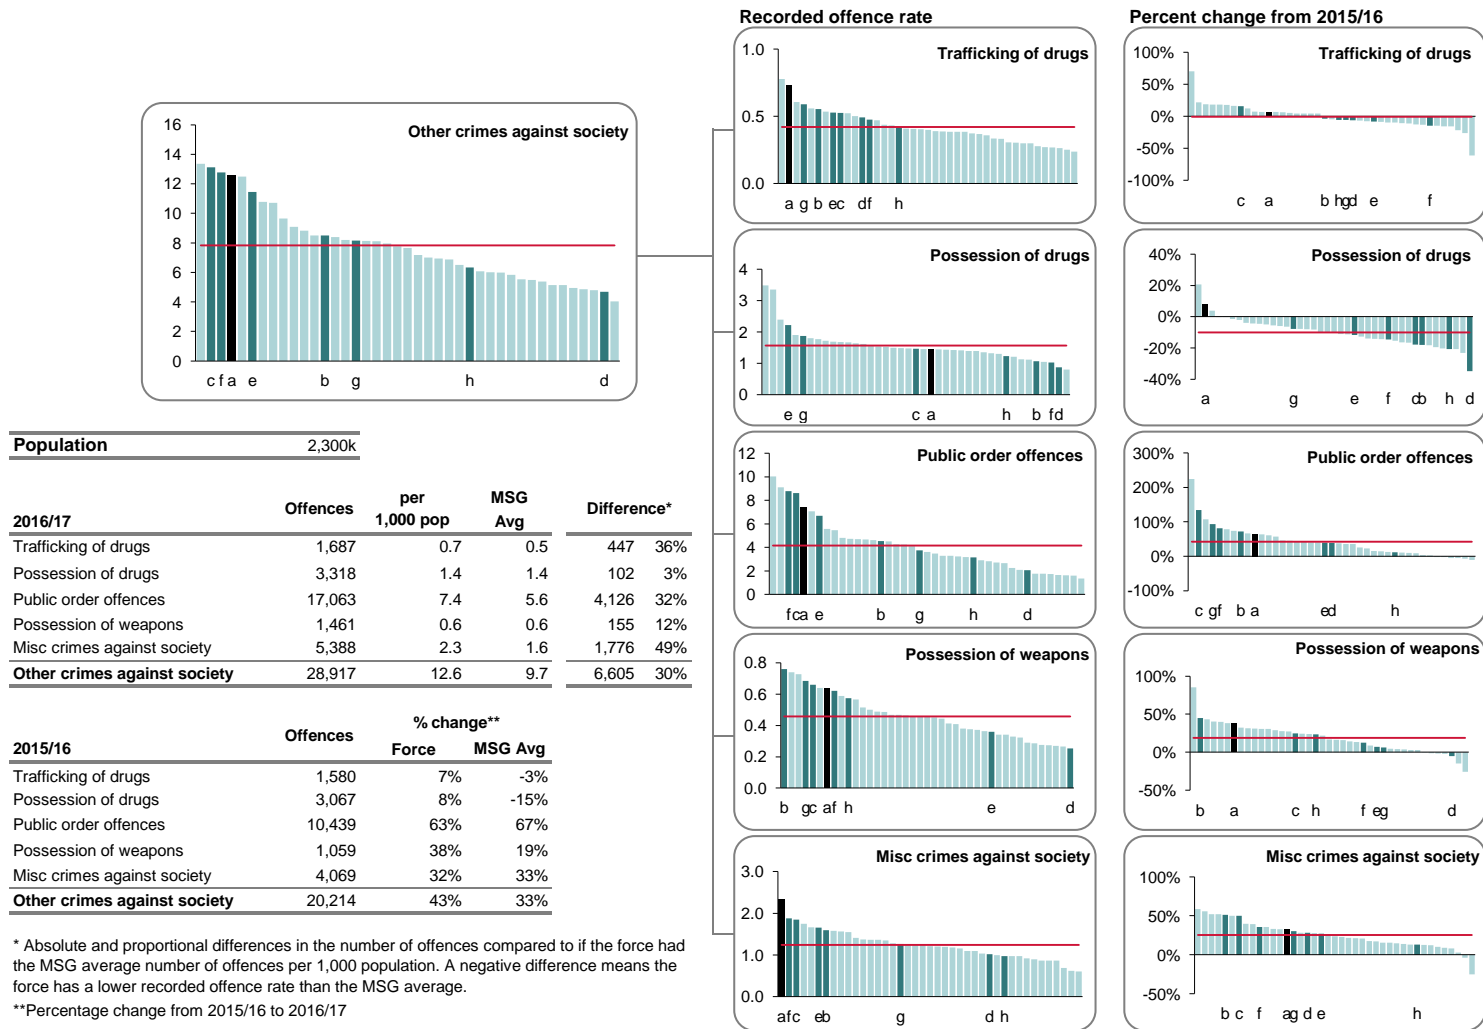 Recorded offence rate
Percent change from 2015/16
Other crimes against society
16
14
12
10
8
6
4
2
0
c f a e b g h d
Trafficking of drugs
1.0
0.5
0.0
a g b ec df h
Trafficking of drugs
100%
50%
0%
-50%
-100%
c a b hgd e f
Possession of drugs
4
3
2
1
0
e g c a h b fd
Possession of drugs
40%
20%
0%
-20%
-40%
a g e f cb h d
Public order offences
12
10
8
6
4
2
0
fca e b g h d
Public order offences
300%
200%
100%
0%
-100%
c gf b a ed h
Possession of weapons
0.8
0.6
0.4
0.2
0.0
b gc af h e d
Possession of weapons
100%
50%
0%
-50%
b a c h f eg d
Misc crimes against society
3.0
2.0
1.0
0.0
afc eb g d h
Misc crimes against society
100%
50%
0%
-50%
b c f ag d e h
Population 2,300k
2016/17 Offences per 1,000 pop MSG Avg Difference*
Trafficking of drugs 1,687 0.7 0.5 447 36%
Possession of drugs 3,318 1.4 1.4 102 3%
Public order offences 17,063 7.4 5.6 4,126 32%
Possession of weapons 1,461 0.6 0.6 155 12%
Misc crimes against society 5,388 2.3 1.6 1,776 49%
Other crimes against society 28,917 12.6 9.7 6,605 30%
% change**
2015/16 Offences Force MSG Avg
Trafficking of drugs 1,580 7% -3%
Possession of drugs 3,067 8% -15%
Public order offences 10,439 63% 67%
Possession of weapons 1,059 38% 19%
Misc crimes against society 4,069 32% 33%
Other crimes against society 20,214 43% 33%
* Absolute and proportional differences in the number of offences compared to if the force had
the MSG average number of offences per 1,000 population. A negative difference means the
force has a lower recorded offence rate than the MSG average.
**Percentage change from 2015/16 to 2016/17